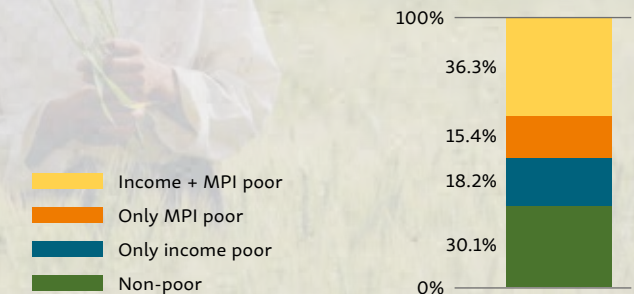 100%
36.3%
15.4%
18.2%
30.1%
0%
Income + MPI poor
Only MPI poor
Only income poor
Non-poor